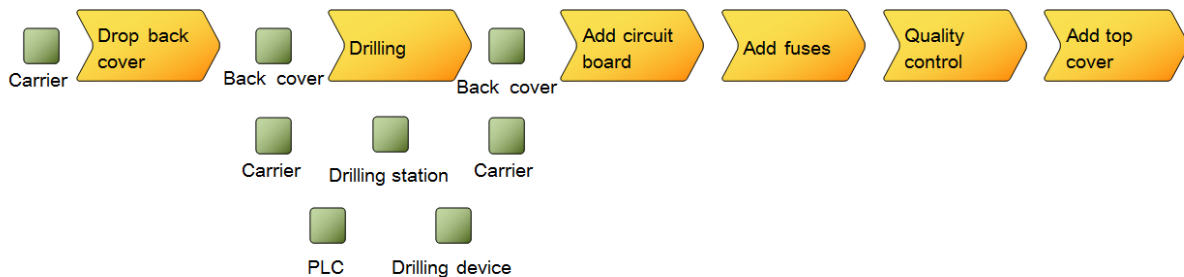 Carrier
Drop back
cover
Back cover
Drilling
Back cover
Add circuit
board
Add fuses
Quality
control
Add top
cover
Carrier
Drilling station
Carrier
PLC
Drilling device